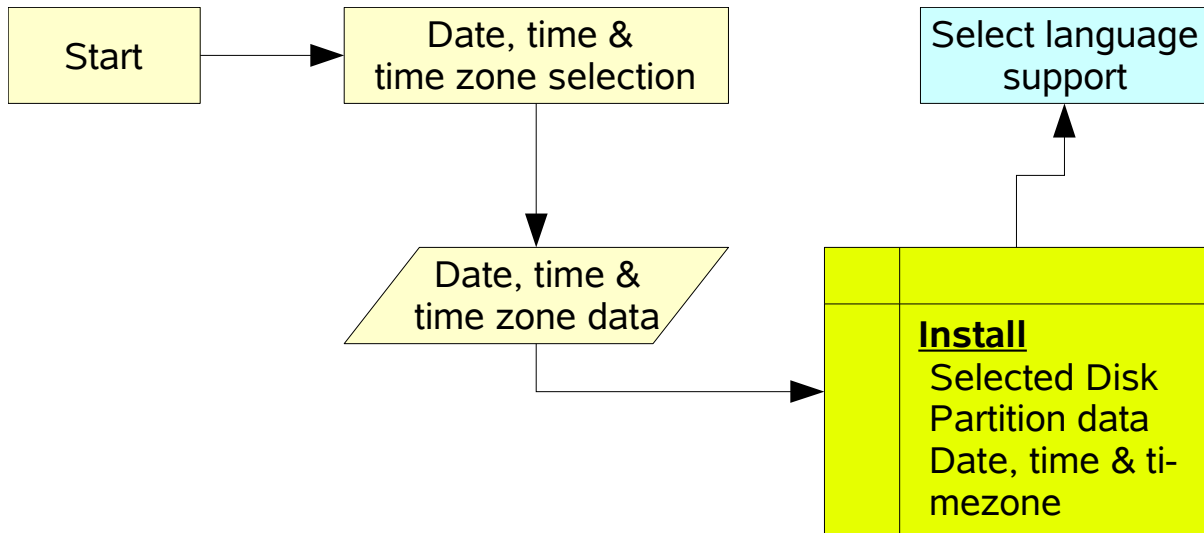 Start
Date, time &
time zone selection
Select language
support
Date, time &
time zone data
Install
Selected Disk
Partition data
Date, time & ti-
mezone